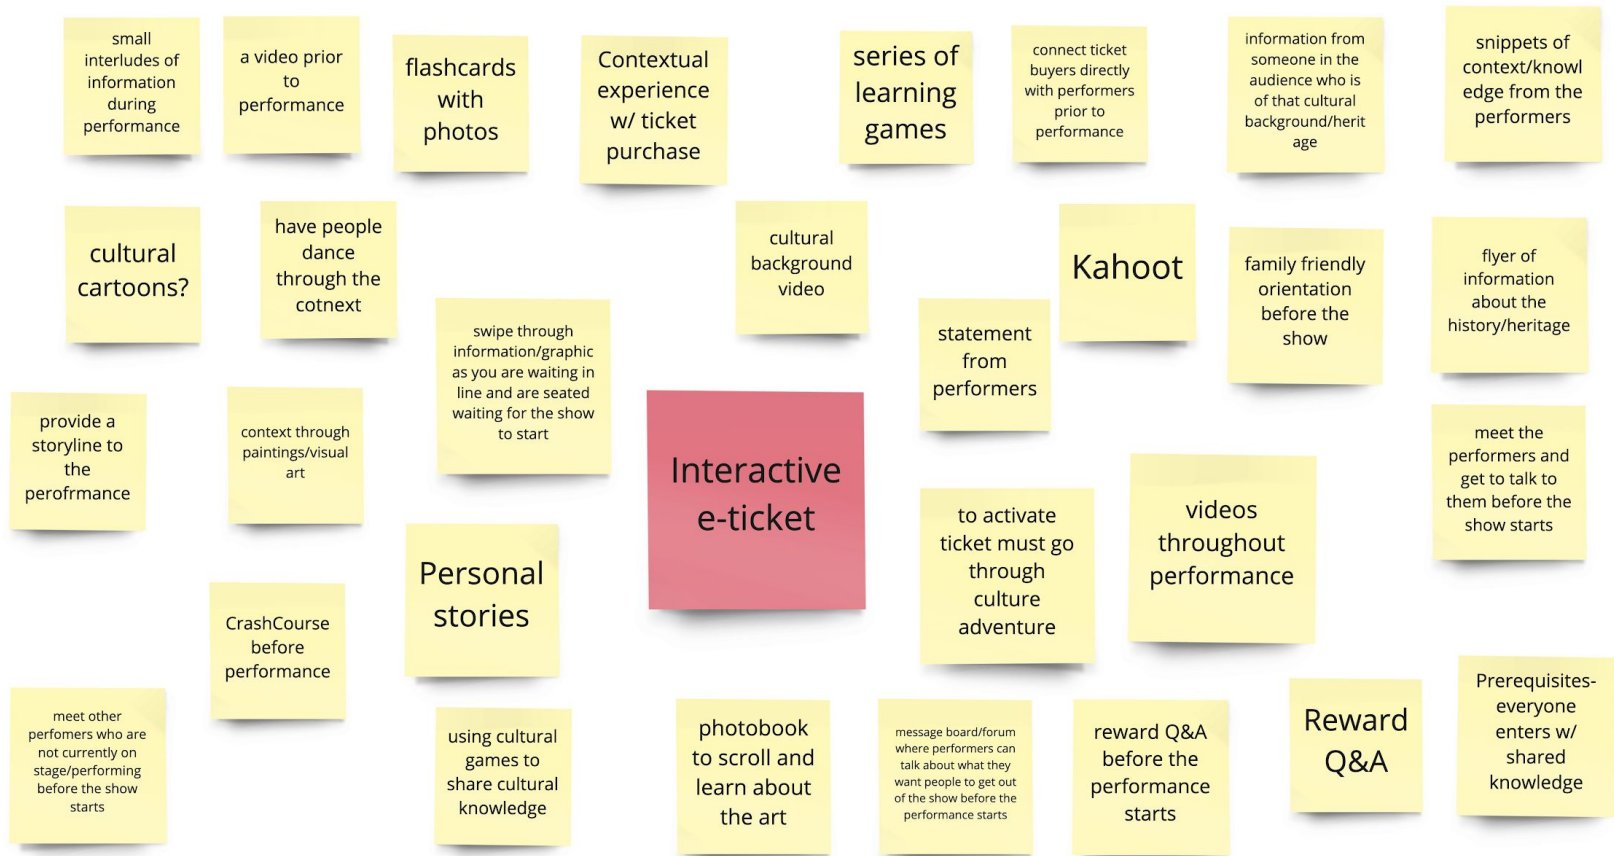 small
interludes of
information
during
performance
a video prior
to
performance
flashcards
with
photos
Contextual
experience
w/ ticket
purchase
series of
learning
games
connect ticket
buyers directly
with performers
prior to
performance
information from
someone in the
audience who is
of that cultural
background/herit
age
snippets of
context/knowl
edge from the
performers
cultural
cartoons?
have people
dance
through the
cotnext
swipe through
information/graphic
as you are waiting in
line and are seated
waiting for the show
to start
cultural
background
video
statement
from
performers
Kahoot
family friendly
orientation
before the
show
flyer of
information
about the
history/heritage
provide a
storyline to
the
perofrmance
context through
paintings/visual
art
Interactive
e-ticket
meet the
performers and
get to talk to
them before the
show starts
Personal
stories
to activate
ticket must go
through
culture
adventure
videos
throughout
performance
CrashCourse
before
performance
meet other
perfomers who are
not currently on
stage/performing
before the show
starts
using cultural
games to
share cultural
knowledge
photobook
to scroll and
learn about
the art
message board/forum
where performers can
talk about what they
want people to get out
of the show before the
performance starts
reward Q&A
before the
performance
starts
Reward
Q&A
Prerequisites-
everyone
enters w/
shared
knowledge